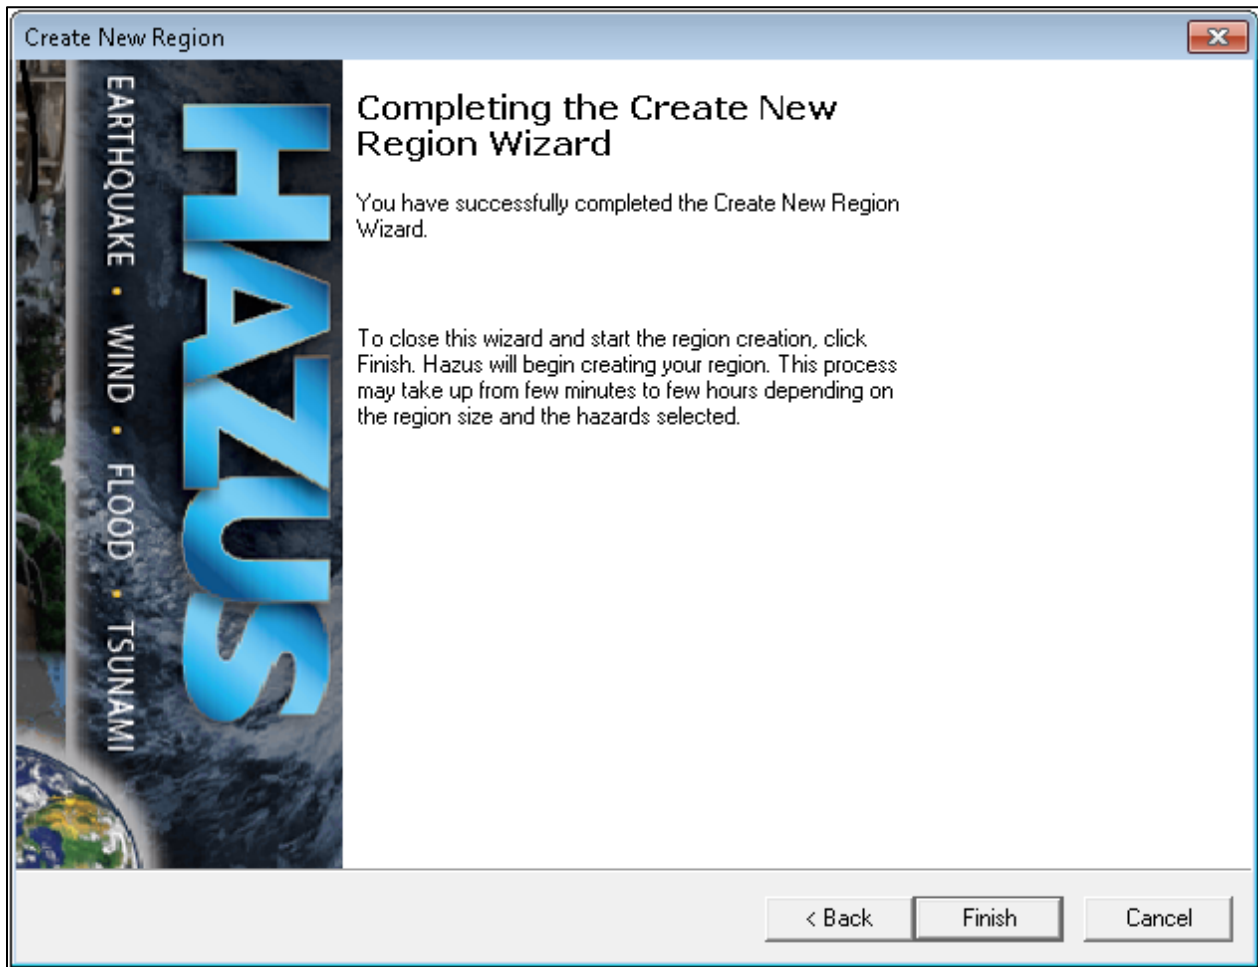 Create New Region
HAZUS
EARTHQUAKE • WIND • FLOOD • TSUNAMI
Completing the Create New
Region Wizard
You have successfully completed the Create New Region
Wizard.
To close this wizard and start the region creation, click
Finish. Hazus will begin creating your region. This process
may take up from few minutes to few hours depending on
the region size and the hazards selected.
< Back
Finish
Cancel